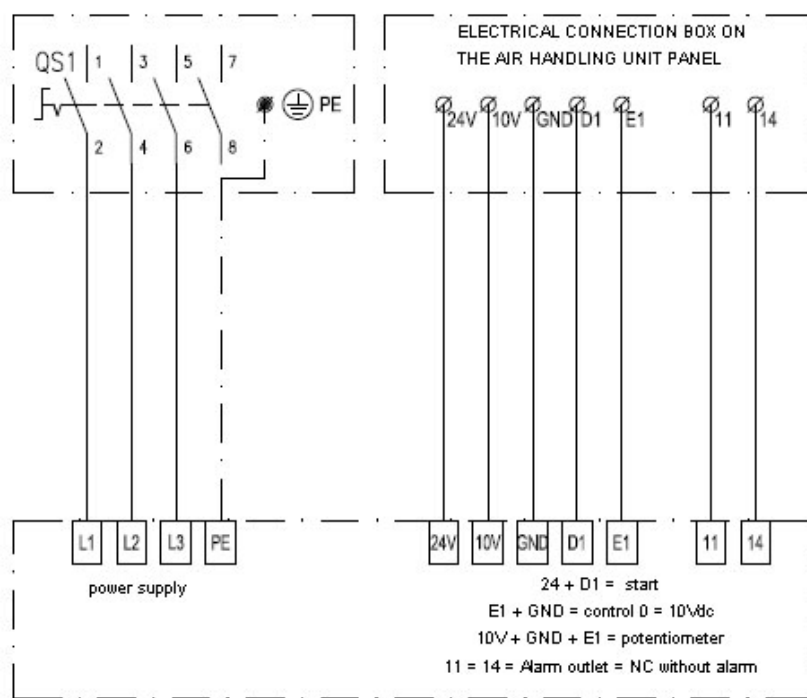 ELECTRICAL CONNECTION BOX ON
THE AIR HANDLING UNIT PANEL
QS1 1 3 5 7
PE
24V 10V GND D1 E1 11 14
2 4 6 8
L1 L2 L3 PE 24V 10V GND D1 E1 11 14
power supply
24 + D1 = start
E1 + GND = control 0 = 10Vdc
10V + GND + E1 = potentiometer
11 = 14 = Alarm outlet = NC without alarm